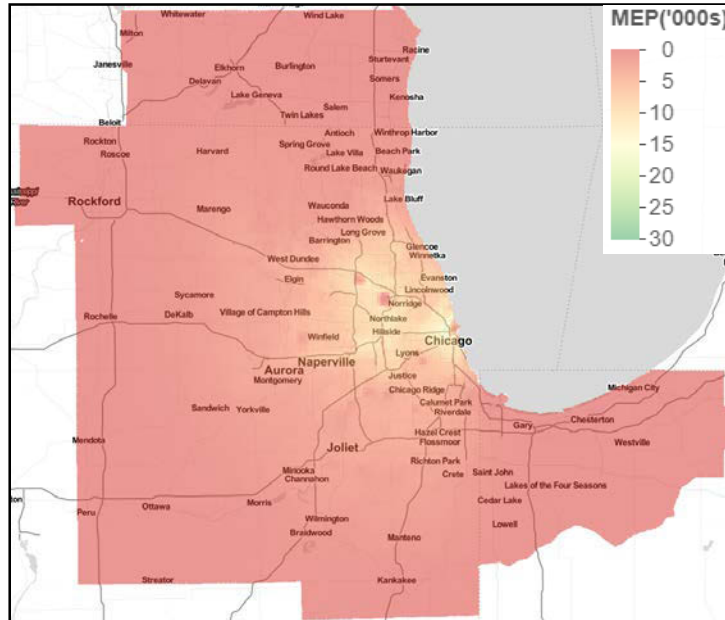 MEP('000s)
0
5
10
15
20
25
30
Whitewater
Wind Lake
Milton
Racine
Janesville
Elkhorn
Burlington
Sturtevant
Delavan
Somers
Lake Geneva
Kenosha
Salem
Twin Lakes
Beloit
Antioch
Winthrop Harbor
Rockton
Roscoe
Harvard
Spring Grove
Lake Villa
Beach Park
Round Lake Beach
Waukegan
River
Rockford
Marengo
Wauconda
Lake Bluff
Hawthorn Woods
Long Grove
Barrington
Glencoe
Winnetka
West Dundee
Elgin
Evanston
Lincolnwood
Sycamore
Norridge
Rochelle
DeKalb
Village of Campton Hills
Northlake
Hillside
Winfield
Chicago
Naperville
Lyons
Aurora
Montgomery
Justice
Michigan City
Chicago Ridge
Sandwich
Yorkville
Calumet Park
Riverdale
Chesterton
Gary
Mendota
Hazel Crest
Flossmoor
Westville
Joliet
Richton Park
Minooka
Channahon
Crete
Saint John
Lakes of the Four Seasons
ton
Peru
Ottawa
Morris
Cedar Lake
Wilmington
Lowell
Braidwood
Manteno
Streator
Kankakee